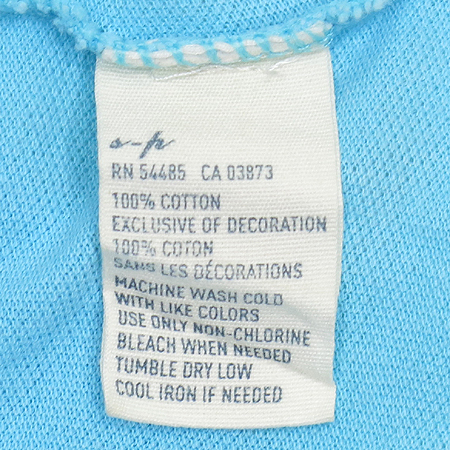 a-p
RN 54485 CA 03873
100% COTTON
EXCLUSIVE OF DECORATION
100% COTON
SANS LES DÉCORATIONS
MACHINE WASH COLD
WITH LIKE COLORS
USE ONLY NON-CHLORINE
BLEACH WHEN NEEDED
TUMBLE DRY LOW
COOL IRON IF NEEDED